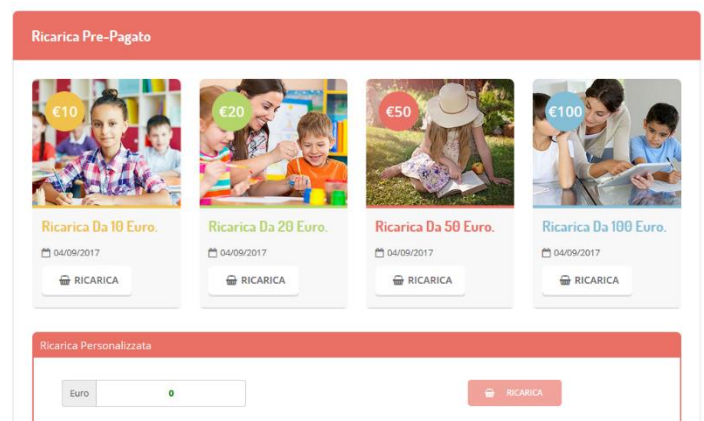 Ricarica Pre-Pagato
€10
€20
€50
€100
Ricarica Da 10 Euro.
Ricarica Da 20 Euro.
Ricarica Da 50 Euro.
Ricarica Da 100 Euro.
04/09/2017
04/09/2017
04/09/2017
04/09/2017
RICARICA
RICARICA
RICARICA
RICARICA
Ricarica Personalizzata
Euro
0
RICARICA